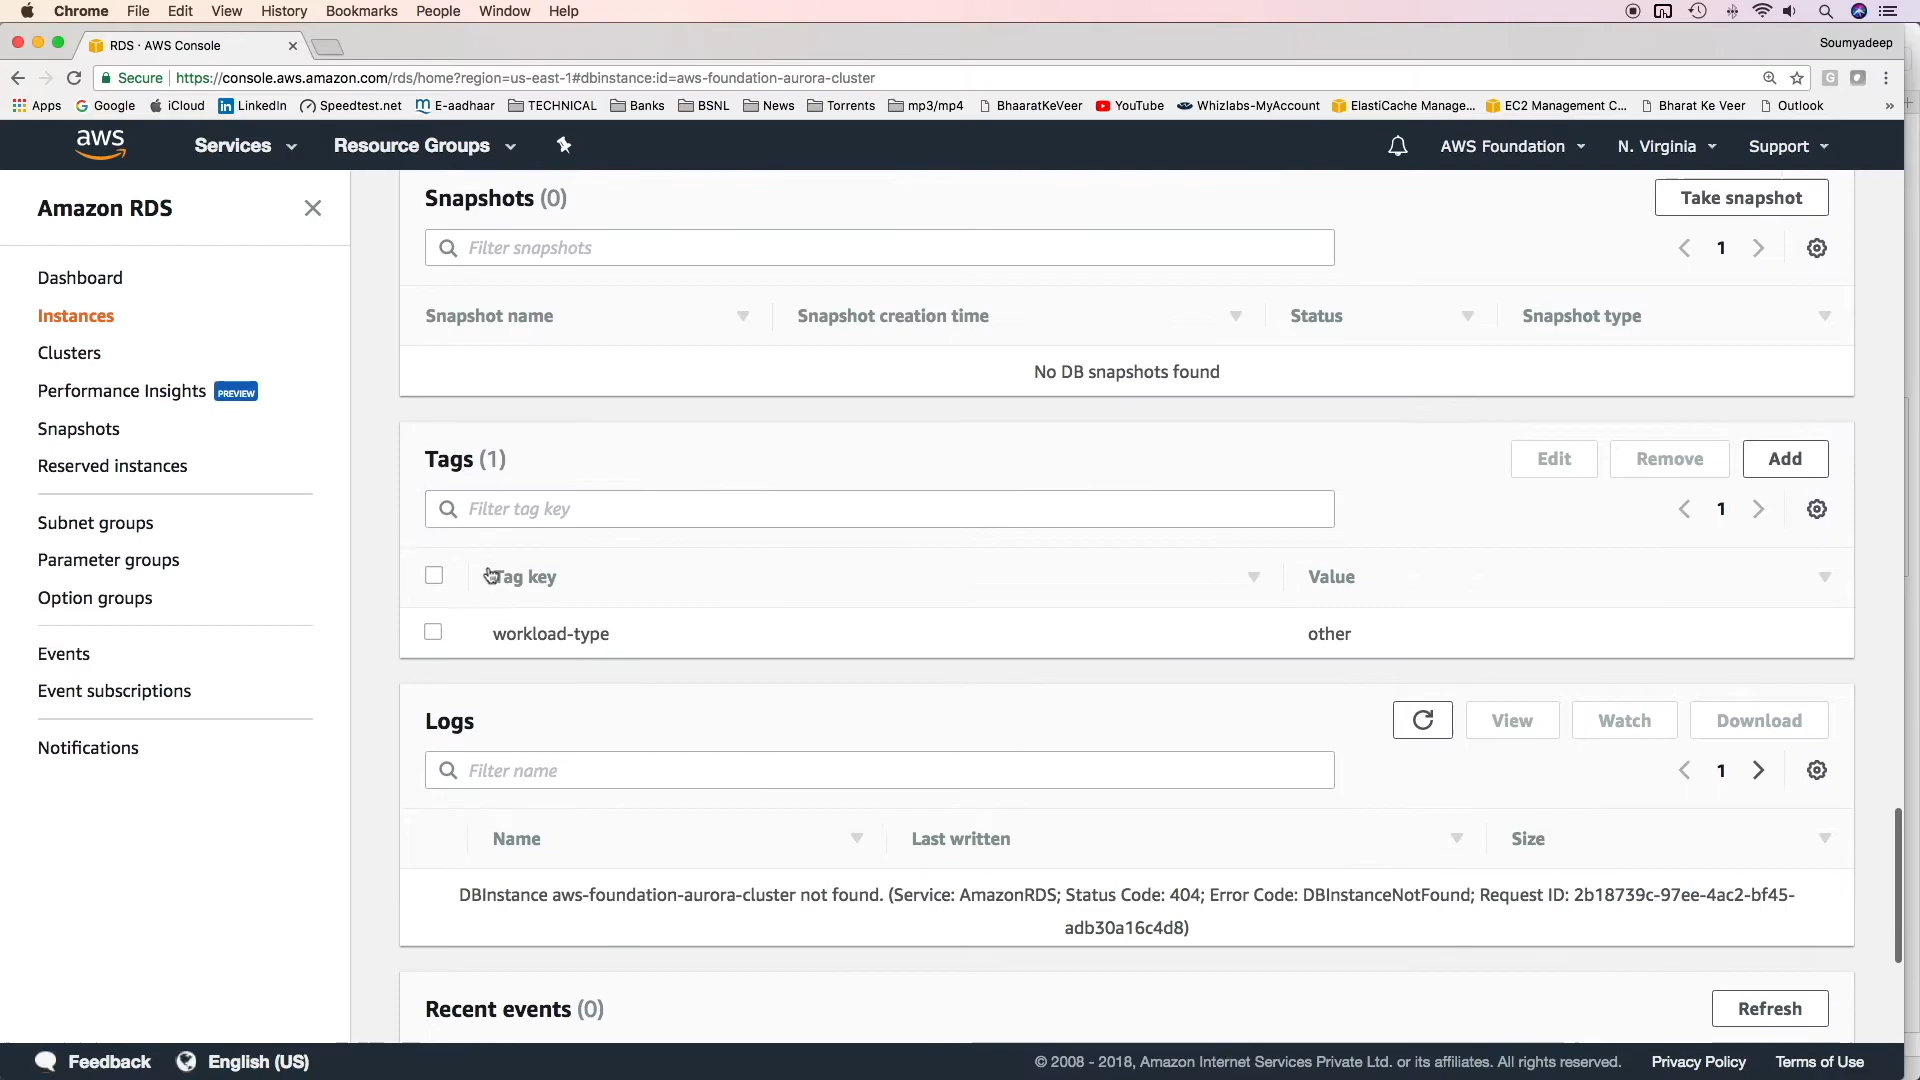 Chrome File Edit View History Bookmarks People Window Help
RDS · AWS Console
Soumyadeep
Secure https://console.aws.amazon.com/rds/home?region=us-east-1#dbinstance:id=aws-foundation-aurora-cluster
Apps Google iCloud LinkedIn Speedtest.net E-aadhaar TECHNICAL Banks BSNL News Torrents mp3/mp4 BhaaratKeVeer YouTube Whizlabs-MyAccount ElastiCache Manage... EC2 Management C... Bharat Ke Veer Outlook »
aws Services Resource Groups AWS Foundation N. Virginia Support
Amazon RDS
Dashboard
Instances
Clusters
Performance Insights PREVIEW
Snapshots
Reserved instances
Subnet groups
Parameter groups
Option groups
Events
Event subscriptions
Notifications
Snapshots (0) Take snapshot
Filter snapshots 1
Snapshot name Snapshot creation time Status Snapshot type
No DB snapshots found
Tags (1) Edit Remove Add
Filter tag key 1
Tag key Value
workload-type other
Logs View Watch Download
Filter name 1
Name Last written Size
DBInstance aws-foundation-aurora-cluster not found. (Service: AmazonRDS; Status Code: 404; Error Code: DBInstanceNotFound; Request ID: 2b18739c-97ee-4ac2-bf45-
adb30a16c4d8)
Recent events (0) Refresh
Feedback English (US) © 2008 - 2018, Amazon Internet Services Private Ltd. or its affiliates. All rights reserved. Privacy Policy Terms of Use